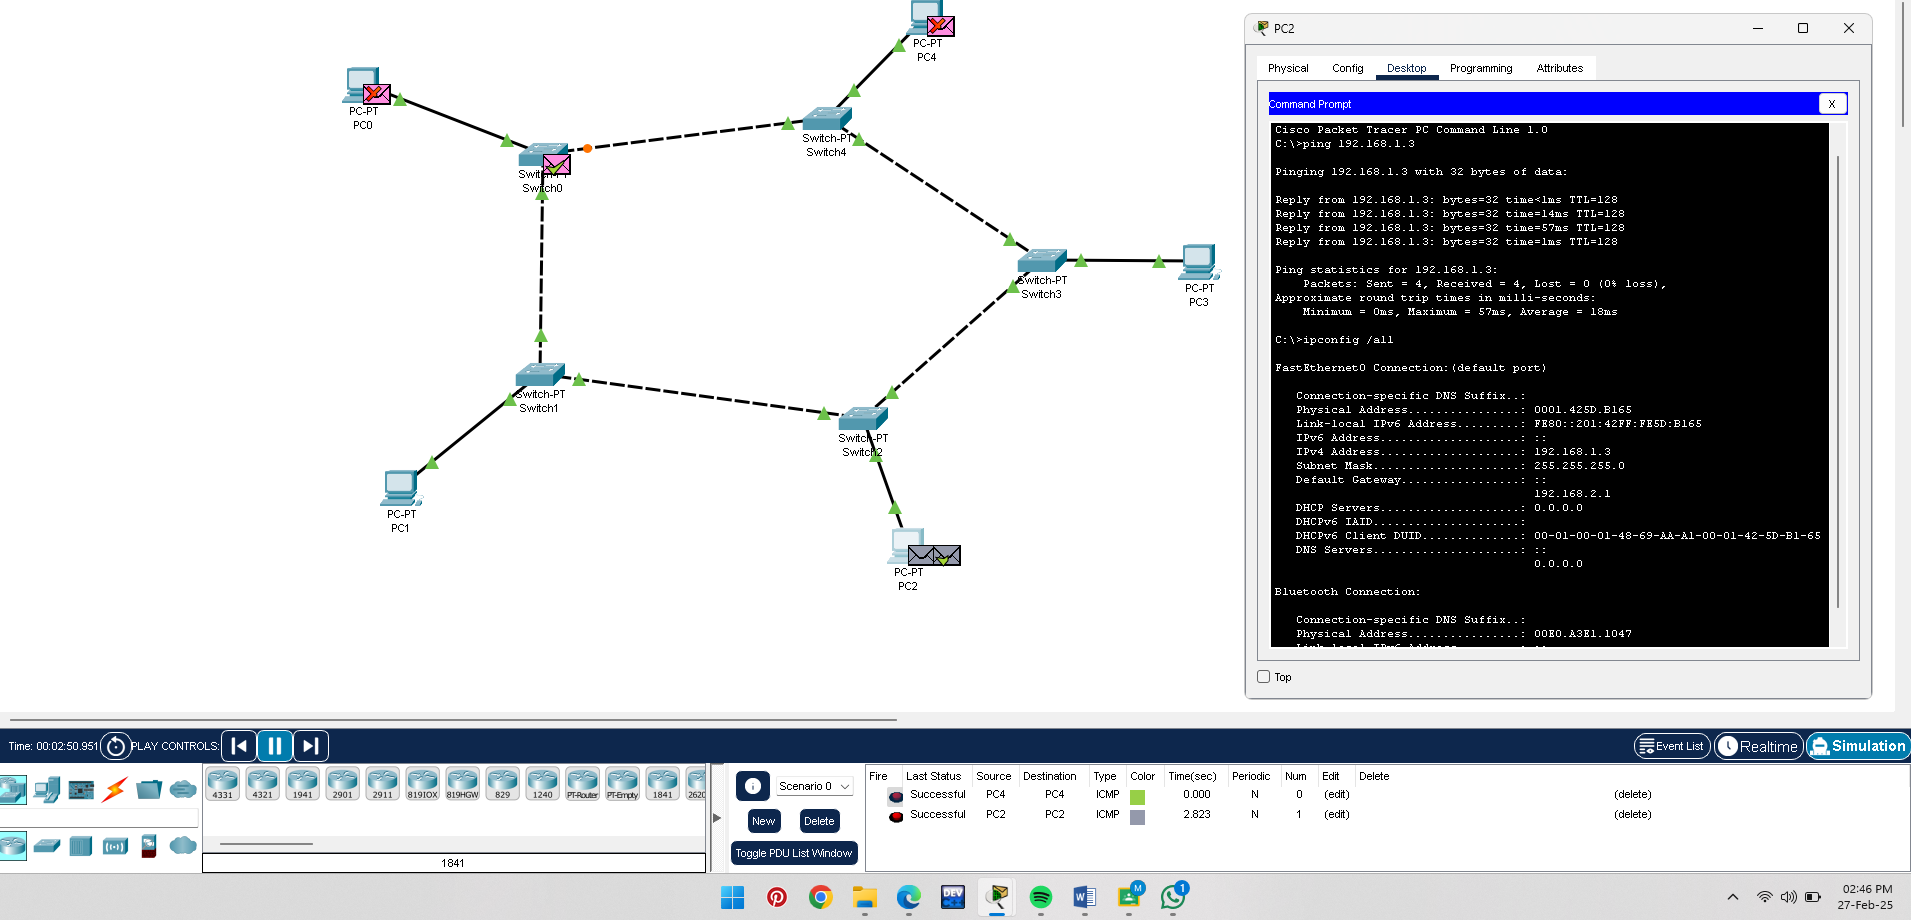 PC-PT
PC4
PC-PT
PC0
Switch-PT
Switch4
Switch0
Switch-PT
Switch3
PC-PT
PC3
Switch-PT
Switch1
Switch-PT
Switch2
PC-PT
PC1
PC-PT
PC2
PC2
Physical Config Desktop Programming Attributes
Command Prompt X
Cisco Packet Tracer PC Command Line 1.0
C:\>ping 192.168.1.3
Pinging 192.168.1.3 with 32 bytes of data:
Reply from 192.168.1.3: bytes=32 time<1ms TTL=128
Reply from 192.168.1.3: bytes=32 time=14ms TTL=128
Reply from 192.168.1.3: bytes=32 time=57ms TTL=128
Reply from 192.168.1.3: bytes=32 time=1ms TTL=128
Ping statistics for 192.168.1.3:
Packets: Sent = 4, Received = 4, Lost = 0 (0% loss),
Approximate round trip times in milli-seconds:
Minimum = 0ms, Maximum = 57ms, Average = 18ms
C:\>ipconfig /all
FastEthernet0 Connection:(default port)
Connection-specific DNS Suffix..:
Physical Address................: 0001.425D.B165
Link-local IPv6 Address.........: FE80::201:42FF:FE5D:B165
IPv6 Address....................: ::
IPv4 Address....................: 192.168.1.3
Subnet Mask.....................: 255.255.255.0
Default Gateway.................: ::
192.168.2.1
DHCP Servers....................: 0.0.0.0
DHCPv6 IAID.....................:
DHCPv6 Client DUID..............: 00-01-00-01-48-69-AA-A1-00-01-42-5D-B1-65
DNS Servers.....................: ::
0.0.0.0
Bluetooth Connection:
Connection-specific DNS Suffix..:
Physical Address................: 00E0.A3E1.1047
Top
Time: 00:02:50.951 PLAY CONTROLS: Event List Realtime Simulation
4331 4321 1941 2901 2911 819IOX 819HGW 829 1240 PT-Router PT-Empty 1841 2620
1841
Scenario 0
New Delete
Toggle PDU List Window
Fire Last Status Source Destination Type Color Time(sec) Periodic Num Edit Delete
Successful PC4 PC4 ICMP 0.000 N 0 (edit) (delete)
Successful PC2 PC2 ICMP 2.823 N 1 (edit) (delete)
DEV
M
1
02:46 PM
27-Feb-25